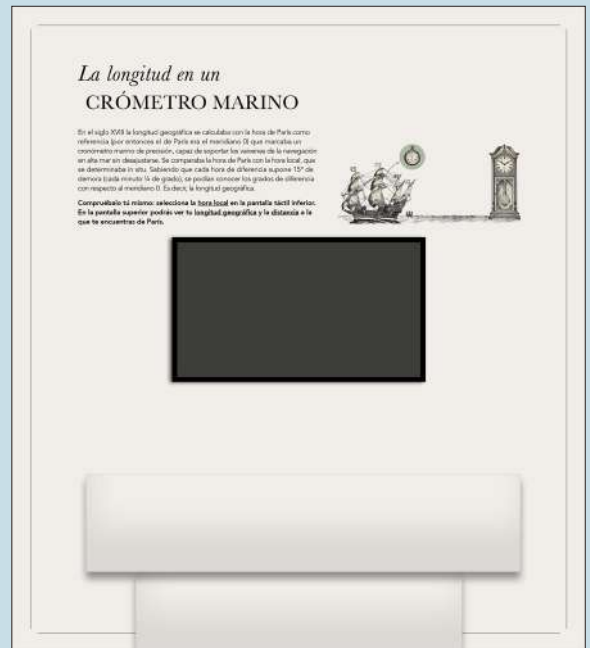 La longitud en un
CRÓMETRO MARINO
En el siglo XVIII la longitud geográfica se calculaba con la hora de París como
referencia (por entonces el de París era el meridiano 0) que marcaba un
cronómetro marino de precisión, capaz de soportar los vaivenes de la navegación
en alta mar sin desajustarse. Se comparaba la hora de París con la hora local, que
se determinaba in situ. Sabiendo que cada hora de diferencia supone 15º de
demora (cada minuto ¼ de grado), se podían conocer los grados de diferencia
con respecto al meridiano 0. Es decir, la longitud geográfica.
Compruébalo tú mismo: selecciona la hora local en la pantalla táctil inferior.
En la pantalla superior podrás ver tu longitud geográfica y la distancia a la
que te encuentras de París.